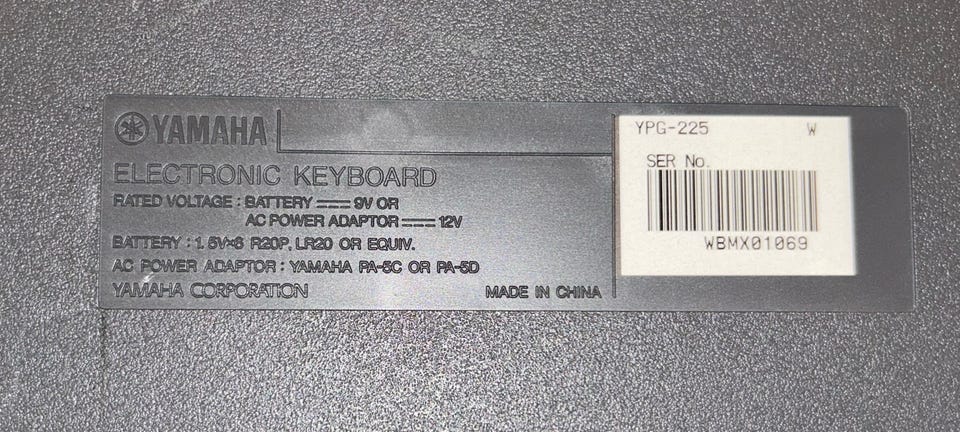 YAMAHA
ELECTRONIC KEYBOARD
RATED VOLTAGE : BATTERY ⎓ 9V OR
AC POWER ADAPTOR ⎓ 12V
BATTERY : 1.5V×6 R20P, LR20 OR EQUIV.
AC POWER ADAPTOR : YAMAHA PA-5C OR PA-5D
YAMAHA CORPORATION MADE IN CHINA
YPG-225 W
SER No.
WBMX01069